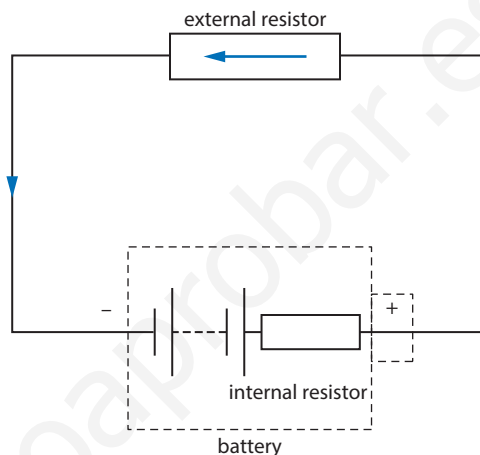 external resistor
–
+
internal resistor
battery